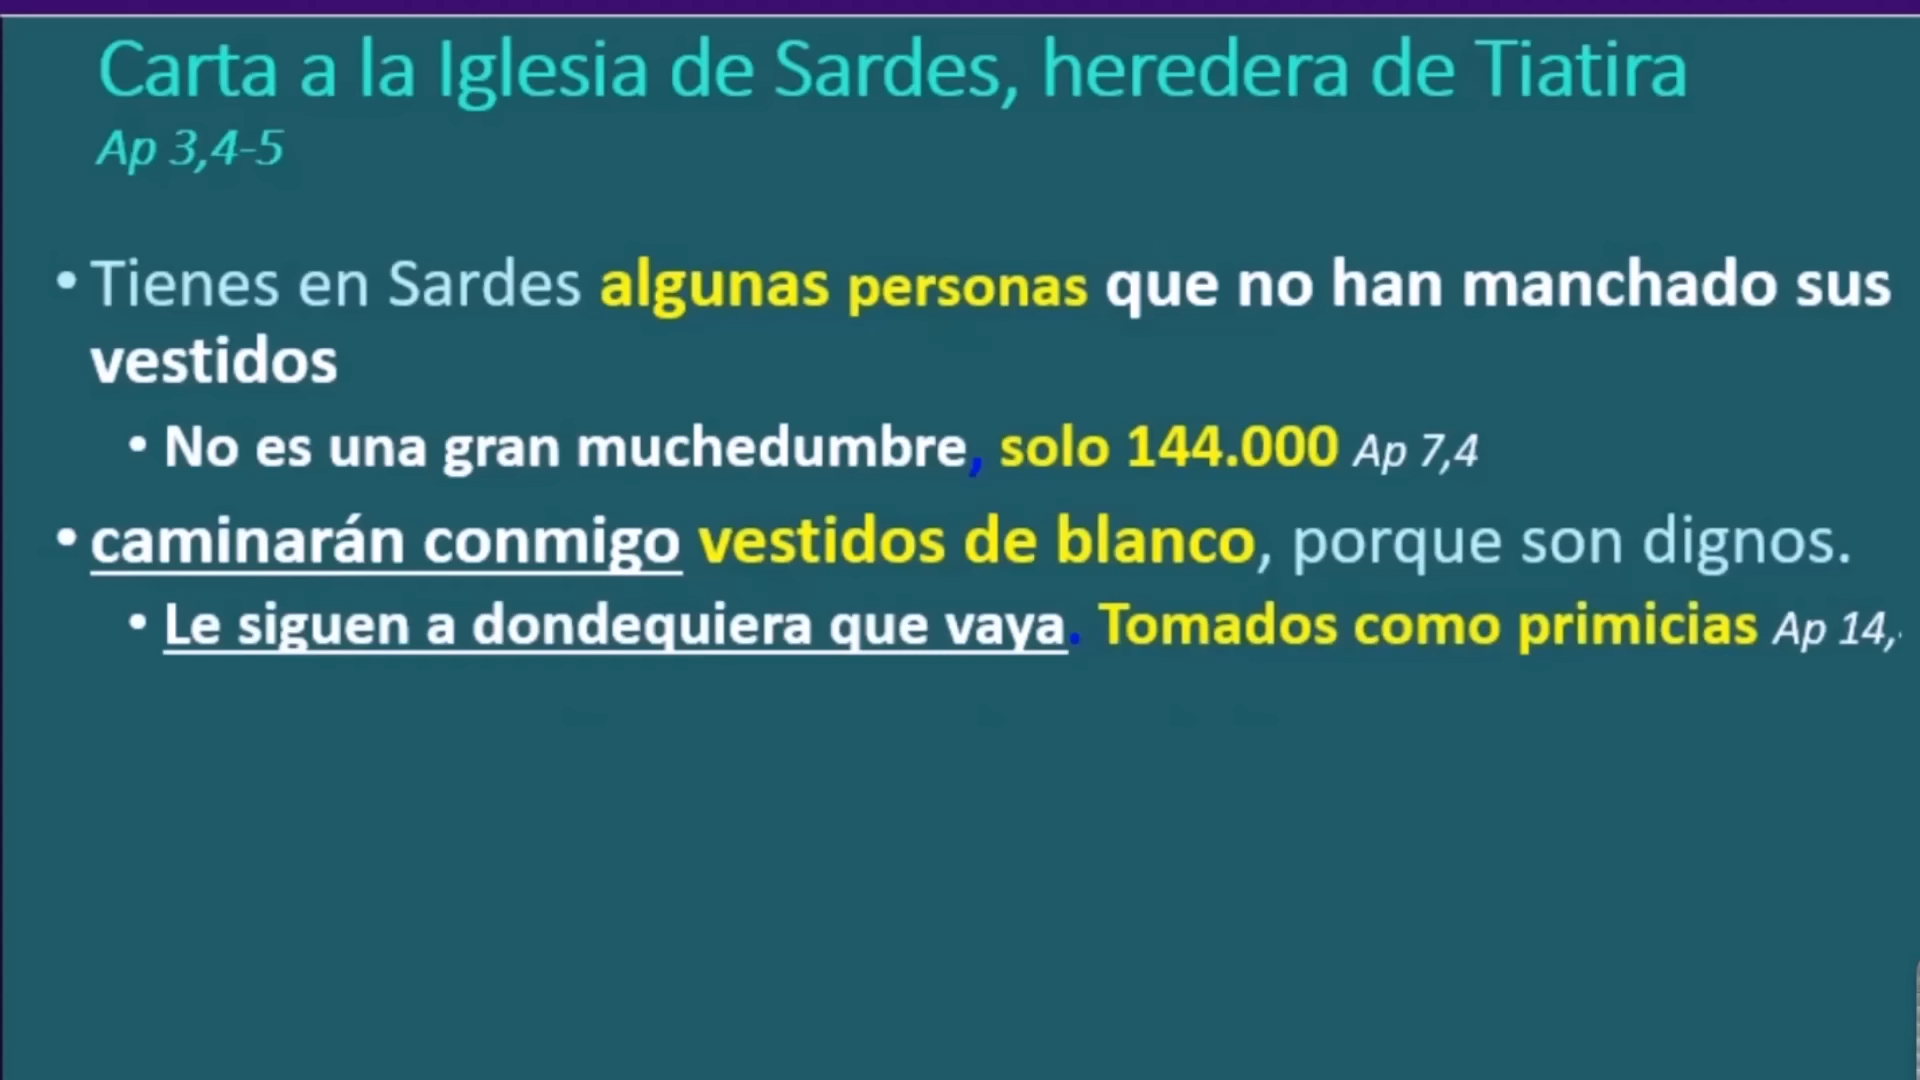 Carta a la Iglesia de Sardes, heredera de Tiatira
Ap 3,4-5
• Tienes en Sardes algunas personas que no han manchado sus
vestidos
• No es una gran muchedumbre, solo 144.000 Ap 7,4
• caminarán conmigo vestidos de blanco, porque son dignos.
• Le siguen a dondequiera que vaya. Tomados como primicias Ap 14,